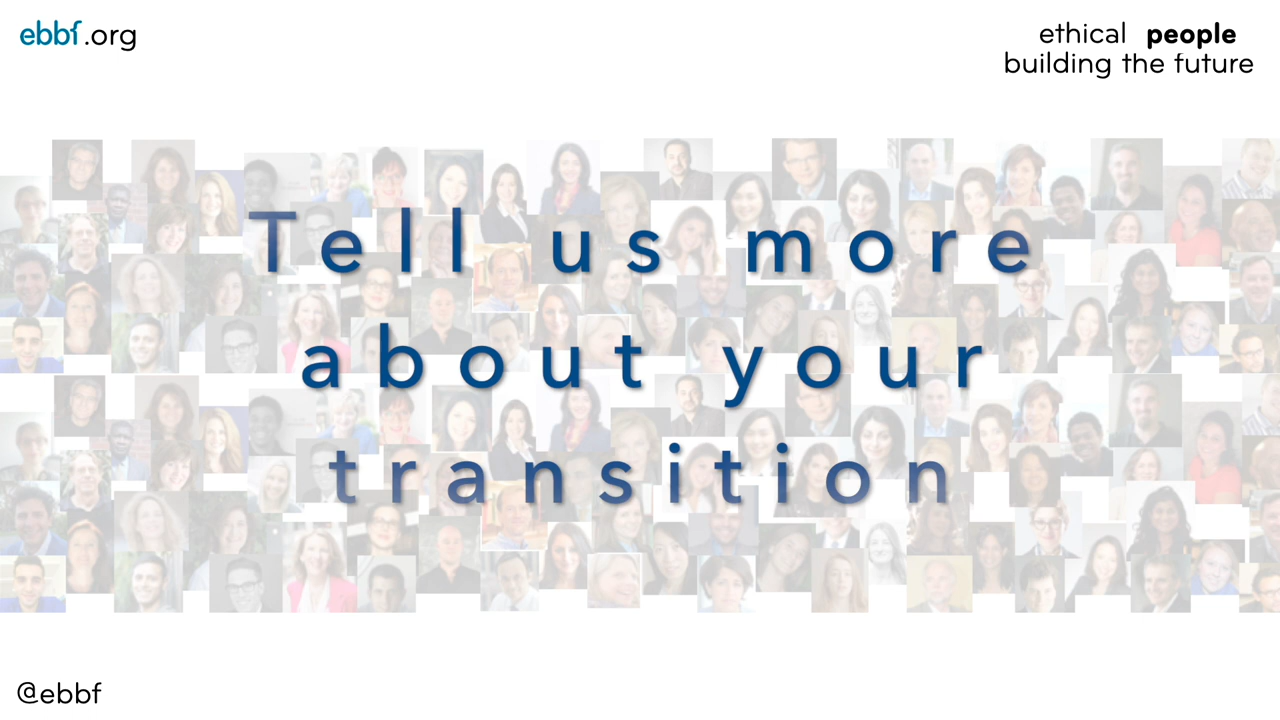 ebbf.org
ethical people
building the future
Tell us more
about your
transition
@ebbf